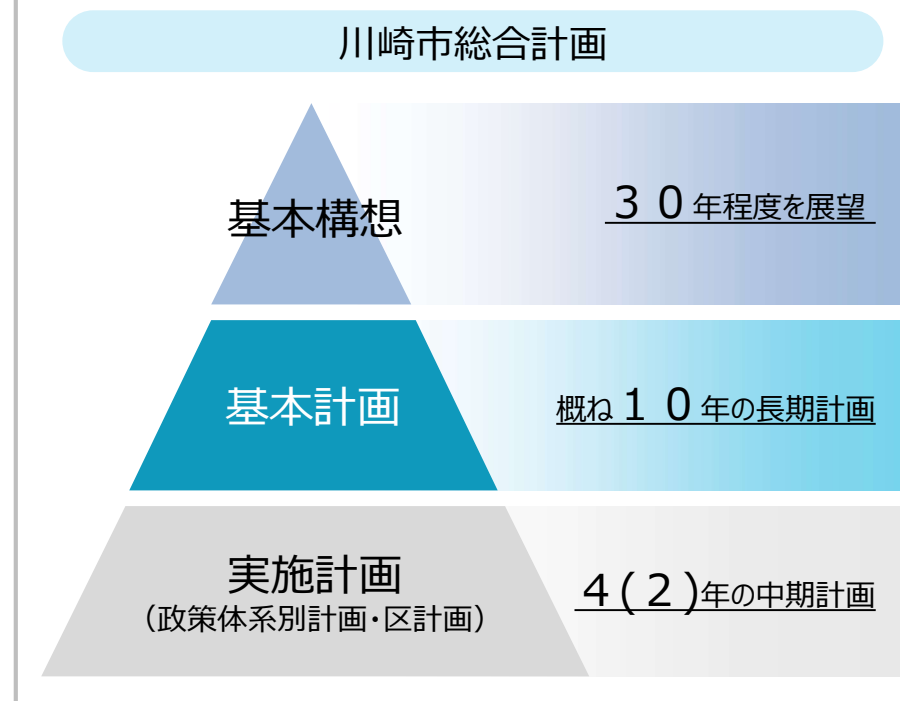 川崎市総合計画
基本構想
３０年程度を展望
基本計画
概ね１０年の長期計画
実施計画
（政策体系別計画・区計画）
４(２)年の中期計画